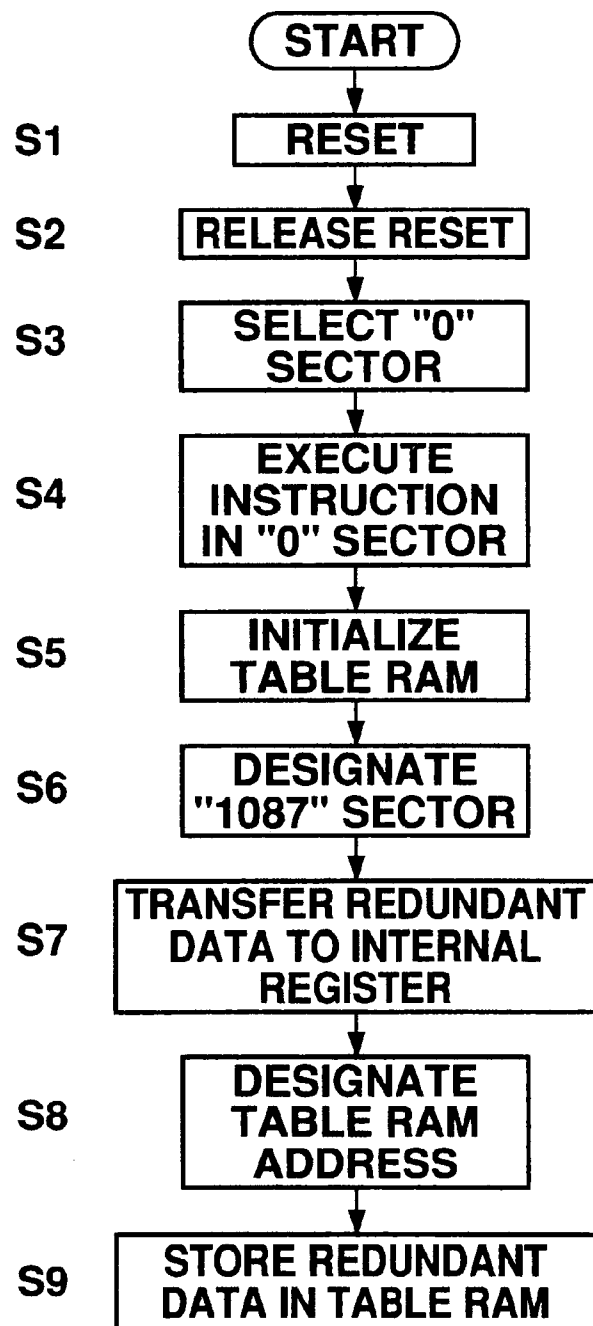 START
S1
RESET
S2
RELEASE RESET
S3
SELECT "0"
SECTOR
S4
EXECUTE
INSTRUCTION
IN "0" SECTOR
S5
INITIALIZE
TABLE RAM
S6
DESIGNATE
"1087" SECTOR
S7
TRANSFER REDUNDANT
DATA TO INTERNAL
REGISTER
S8
DESIGNATE
TABLE RAM
ADDRESS
S9
STORE REDUNDANT
DATA IN TABLE RAM